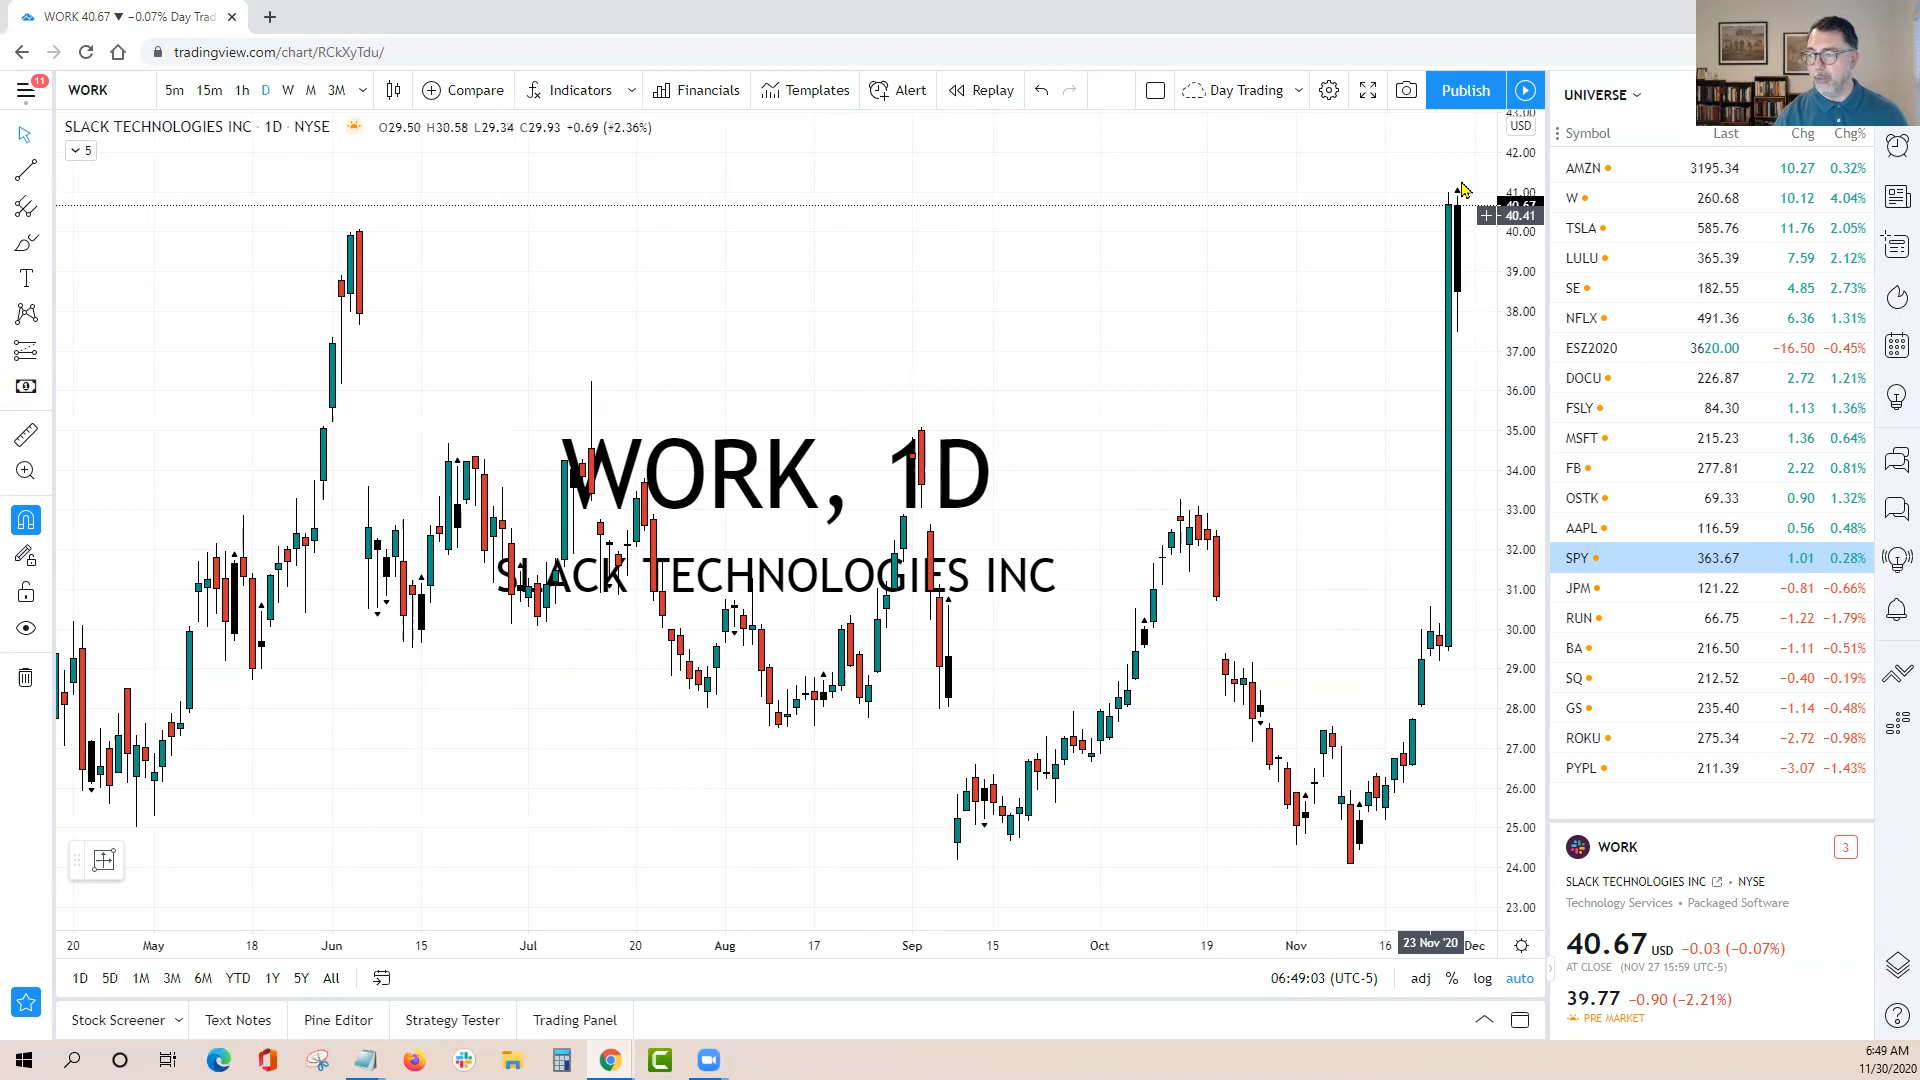 WORK 40.67 ▼ −0.07% Day Trad
tradingview.com/chart/RCkXyTdu/
11
WORK 5m 15m 1h D W M 3M Compare Indicators Financials Templates Alert Replay Day Trading Publish
SLACK TECHNOLOGIES INC · 1D · NYSE O29.50 H30.58 L29.34 C29.93 +0.69 (+2.36%)
5
WORK, 1D
SLACK TECHNOLOGIES INC
USD
43.00
42.00
41.00
40.67
40.41
40.00
39.00
38.00
37.00
36.00
35.00
34.00
33.00
32.00
31.00
30.00
29.00
28.00
27.00
26.00
25.00
24.00
23.00
20 May 18 Jun 15 Jul 20 Aug 17 Sep 15 Oct 19 Nov 16 23 Nov '20 Dec
1D 5D 1M 3M 6M YTD 1Y 5Y All 06:49:03 (UTC-5) adj % log auto
Stock Screener Text Notes Pine Editor Strategy Tester Trading Panel
UNIVERSE
Symbol Last Chg Chg%
AMZN 3195.34 10.27 0.32%
W 260.68 10.12 4.04%
TSLA 585.76 11.76 2.05%
LULU 365.39 7.59 2.12%
SE 182.55 4.85 2.73%
NFLX 491.36 6.36 1.31%
ESZ2020 3620.00 −16.50 −0.45%
DOCU 226.87 2.72 1.21%
FSLY 84.30 1.13 1.36%
MSFT 215.23 1.36 0.64%
FB 277.81 2.22 0.81%
OSTK 69.33 0.90 1.32%
AAPL 116.59 0.56 0.48%
SPY 363.67 1.01 0.28%
JPM 121.22 −0.81 −0.66%
RUN 66.75 −1.22 −1.79%
BA 216.50 −1.11 −0.51%
SQ 212.52 −0.40 −0.19%
GS 235.40 −1.14 −0.48%
ROKU 275.34 −2.72 −0.98%
PYPL 211.39 −3.07 −1.43%
WORK 3
SLACK TECHNOLOGIES INC • NYSE
Technology Services • Packaged Software
40.67 USD −0.03 (−0.07%)
AT CLOSE (NOV 27 15:59 UTC-5)
39.77 −0.90 (−2.21%)
PRE MARKET
6:49 AM
11/30/2020